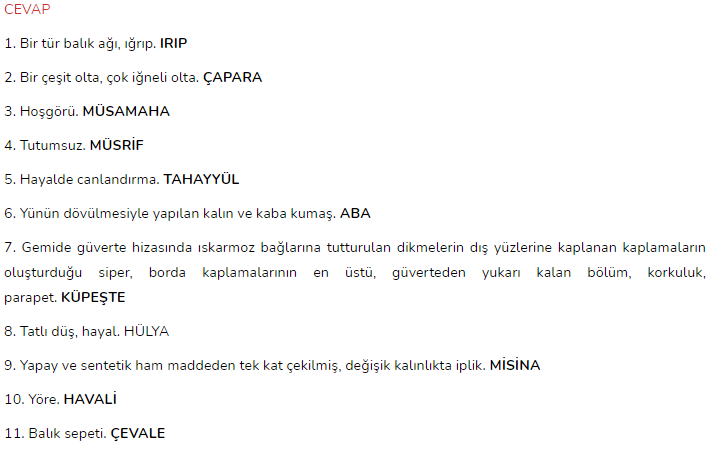 CEVAP
1. Bir tür balık ağı, ığrıp. IRIP
2. Bir çeşit olta, çok iğneli olta. ÇAPARA
3. Hoşgörü. MÜSAMAHA
4. Tutumsuz. MÜSRİF
5. Hayalde canlandırma. TAHAYYÜL
6. Yünün dövülmesiyle yapılan kalın ve kaba kumaş. ABA
7. Gemide güverte hizasında ıskarmoz bağlarına tutturulan dikmelerin dış yüzlerine kaplanan kaplamaların
oluşturduğu siper, borda kaplamalarının en üstü, güverteden yukarı kalan bölüm, korkuluk,
parapet. KÜPEŞTE
8. Tatlı düş, hayal. HÜLYA
9. Yapay ve sentetik ham maddeden tek kat çekilmiş, değişik kalınlıkta iplik. MİSİNA
10. Yöre. HAVALİ
11. Balık sepeti. ÇEVALE